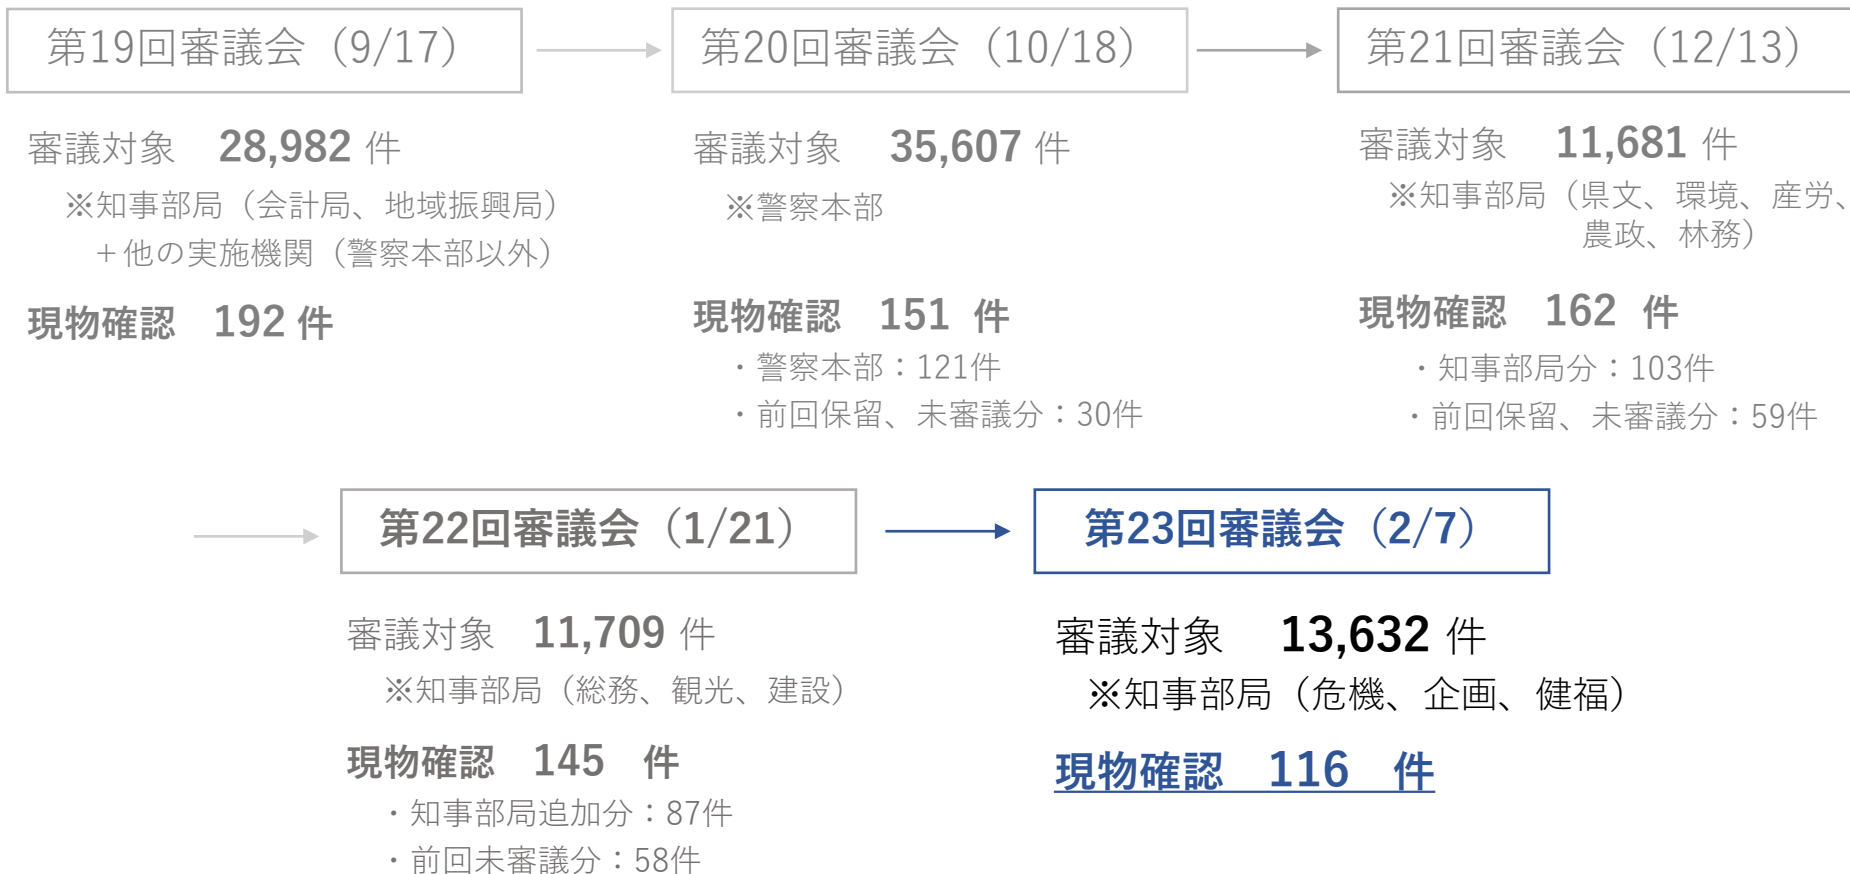 第19回審議会（9/17）
審議対象　28,982 件
※知事部局（会計局、地域振興局）
＋他の実施機関（警察本部以外）
現物確認　192 件
第20回審議会（10/18）
審議対象　35,607 件
※警察本部
現物確認　151 件
・警察本部：121件
・前回保留、未審議分：30件
第21回審議会（12/13）
審議対象　11,681 件
※知事部局（県文、環境、産労、
農政、林務）
現物確認　162 件
・知事部局分：103件
・前回保留、未審議分：59件
第22回審議会（1/21）
審議対象　11,709 件
※知事部局（総務、観光、建設）
現物確認　145　件
・知事部局追加分：87件
・前回未審議分：58件
第23回審議会（2/7）
審議対象　13,632 件
※知事部局（危機、企画、健福）
現物確認　116　件